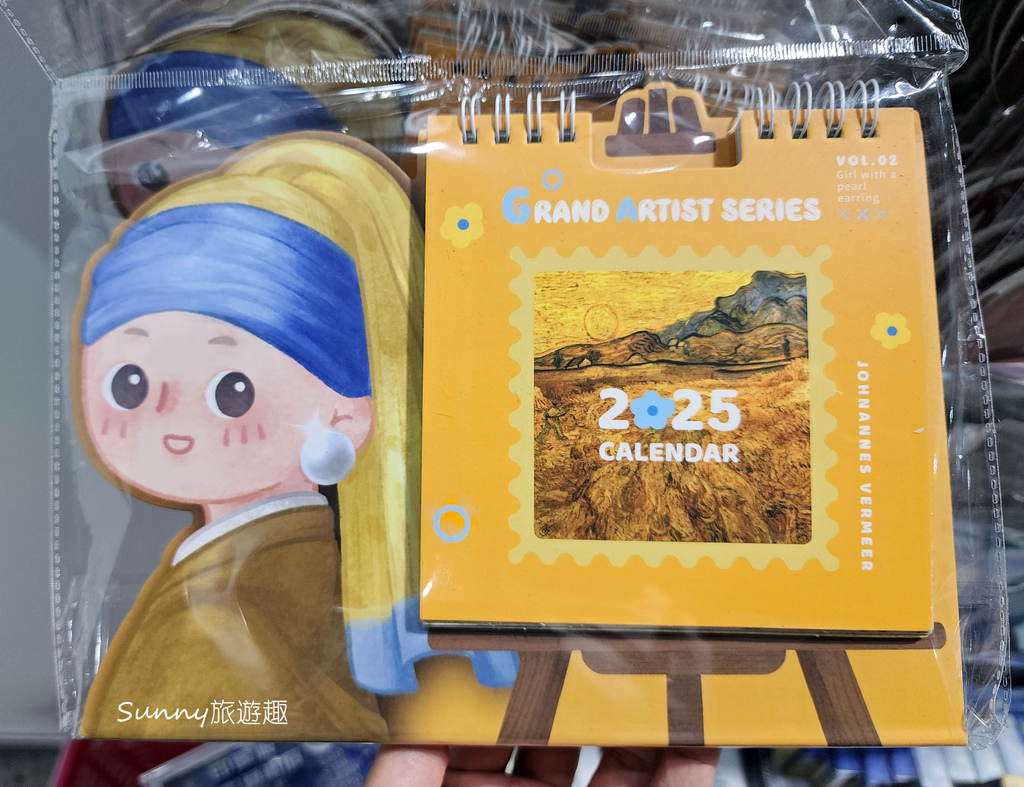 VOL.02
Girl with a
pearl
earring
GRAND ARTIST SERIES
2025
CALENDAR
JOHNANNES VERMEER
Sunny旅遊趣